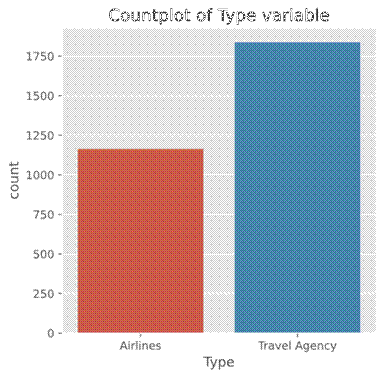 Countplot of Type variable
1750
1500
1250
1000
750
500
250
0
count
Airlines
Travel Agency
Type